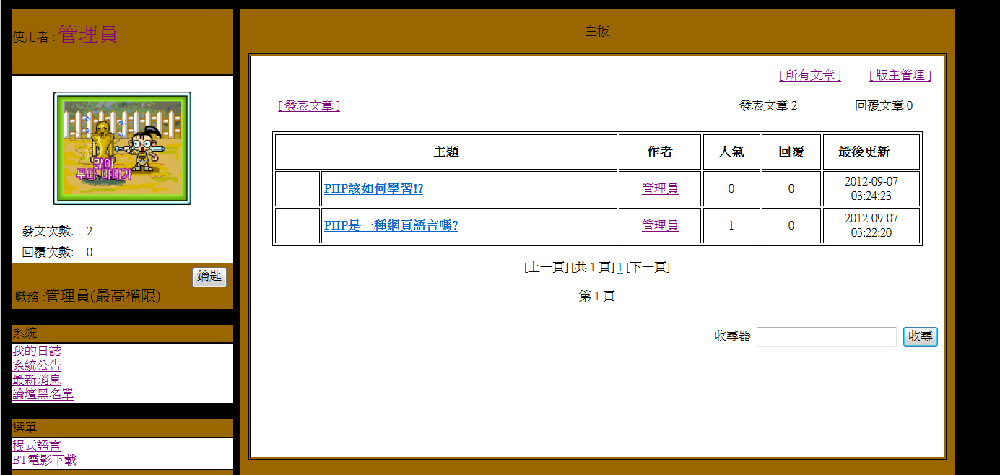 使用者 : 管理員
많이
무빠 아어가
發文次數: 2
回覆次數: 0
鑰匙
職務 :管理員(最高權限)
系統
我的日誌
系統公告
最新消息
論壇黑名單
選單
程式語言
BT電影下載
主板
[ 所有文章 ] [ 版主管理 ]
[ 發表文章 ] 發表文章 2 回覆文章 0
主題 作者 人氣 回覆 最後更新
PHP該如何學習!? 管理員 0 0 2012-09-07
03:24:23
PHP是一種網頁語言嗎? 管理員 1 0 2012-09-07
03:22:20
[上一頁] [共 1 頁] 1 [下一頁]
第 1 頁
收尋器 收尋